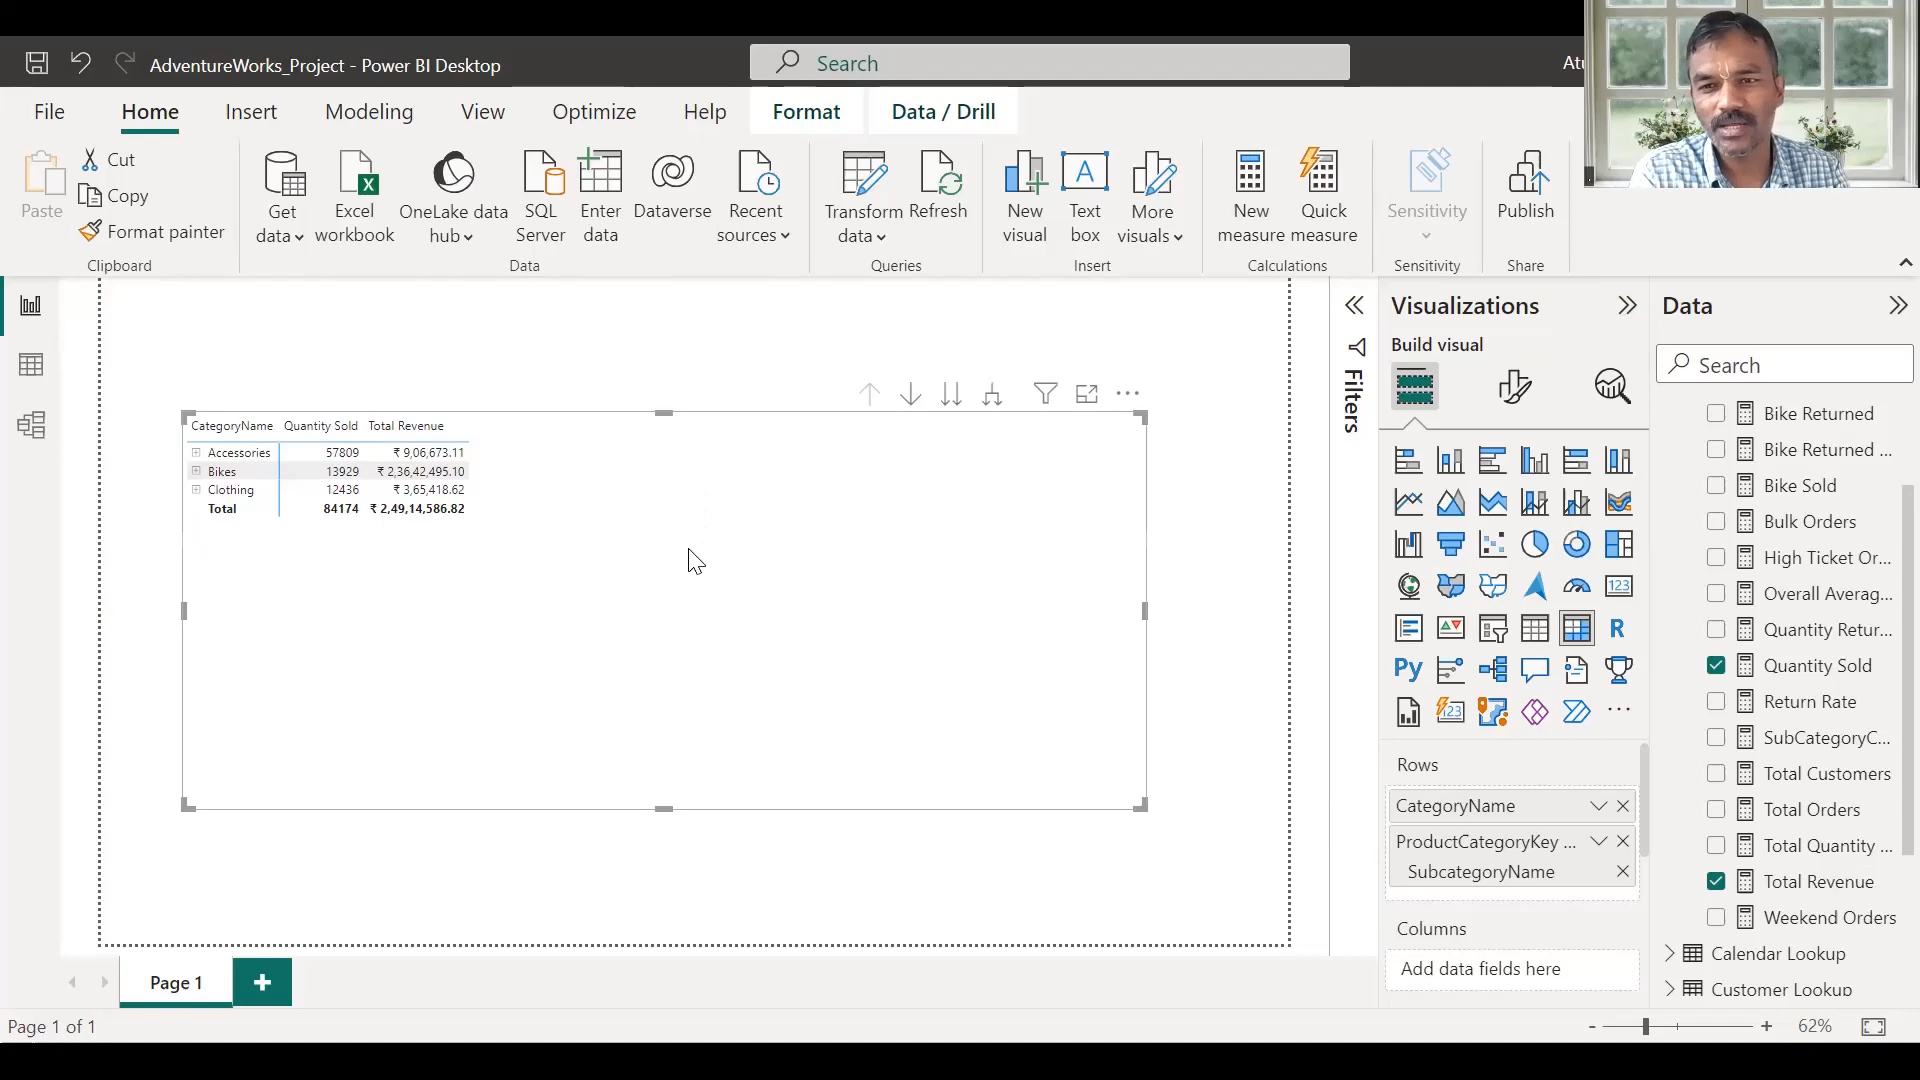 AdventureWorks_Project - Power BI Desktop
Search
Atu
File
Home
Insert
Modeling
View
Optimize
Help
Format
Data / Drill
Paste
Cut
Copy
Format painter
Clipboard
Get data
Excel workbook
OneLake data hub
SQL Server
Enter data
Dataverse
Recent sources
Data
Transform data
Refresh
Queries
New visual
Text box
More visuals
Insert
New measure
Quick measure
Calculations
Sensitivity
Sensitivity
Publish
Share
CategoryName Quantity Sold Total Revenue
Accessories 57809 ₹ 9,06,673.11
Bikes 13929 ₹ 2,36,42,495.10
Clothing 12436 ₹ 3,65,418.62
Total 84174 ₹ 2,49,14,586.82
Filters
Visualizations
Build visual
123
R
Py
123
Rows
CategoryName
ProductCategoryKey ...
SubcategoryName
Columns
Add data fields here
Data
Search
Bike Returned
Bike Returned ...
Bike Sold
Bulk Orders
High Ticket Or...
Overall Averag...
Quantity Retur...
Quantity Sold
Return Rate
SubCategoryC...
Total Customers
Total Orders
Total Quantity ...
Total Revenue
Weekend Orders
Calendar Lookup
Customer Lookup
Page 1
Page 1 of 1
62%